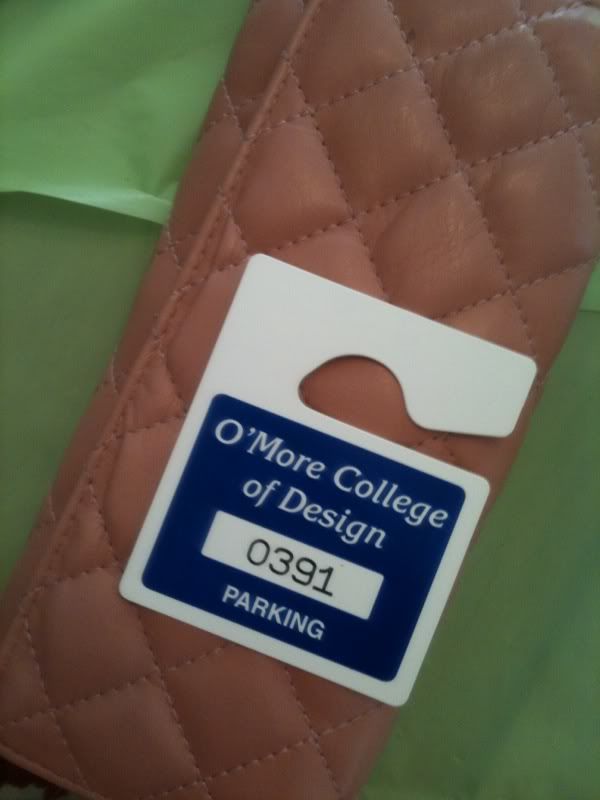 O'More College
of Design
0391
PARKING